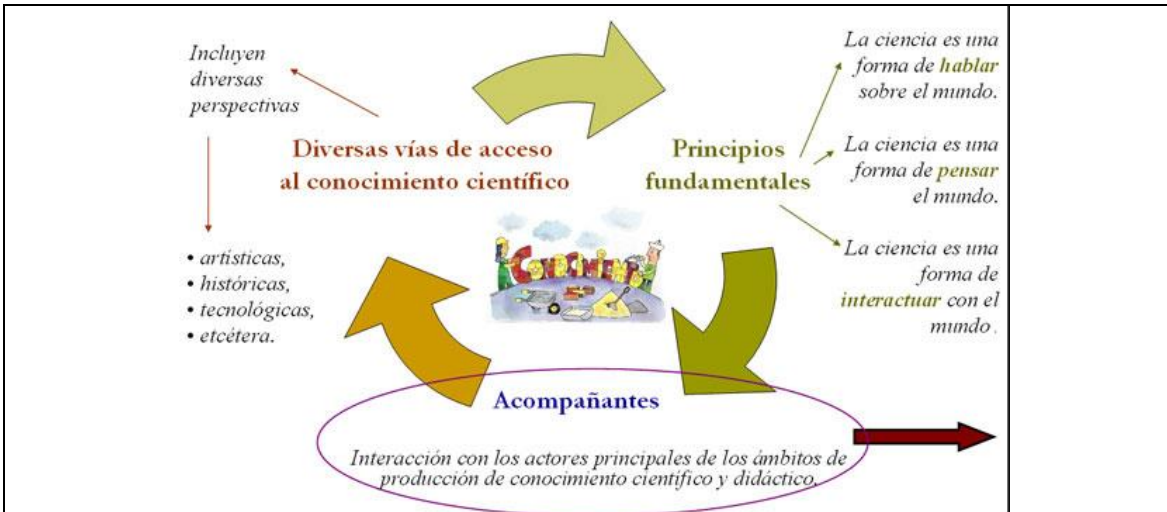 Incluyen
diversas
perspectivas
Diversas vías de acceso
al conocimiento científico
• artísticas,
• históricas,
• tecnológicas,
• etcétera.
Principios
fundamentales
La ciencia es una
forma de hablar
sobre el mundo.
La ciencia es una
forma de pensar
el mundo.
La ciencia es una
forma de
interactuar con el
mundo .
CONOCIMIENTO
Acompañantes
Interacción con los actores principales de los ámbitos de
producción de conocimiento científico y didáctico.